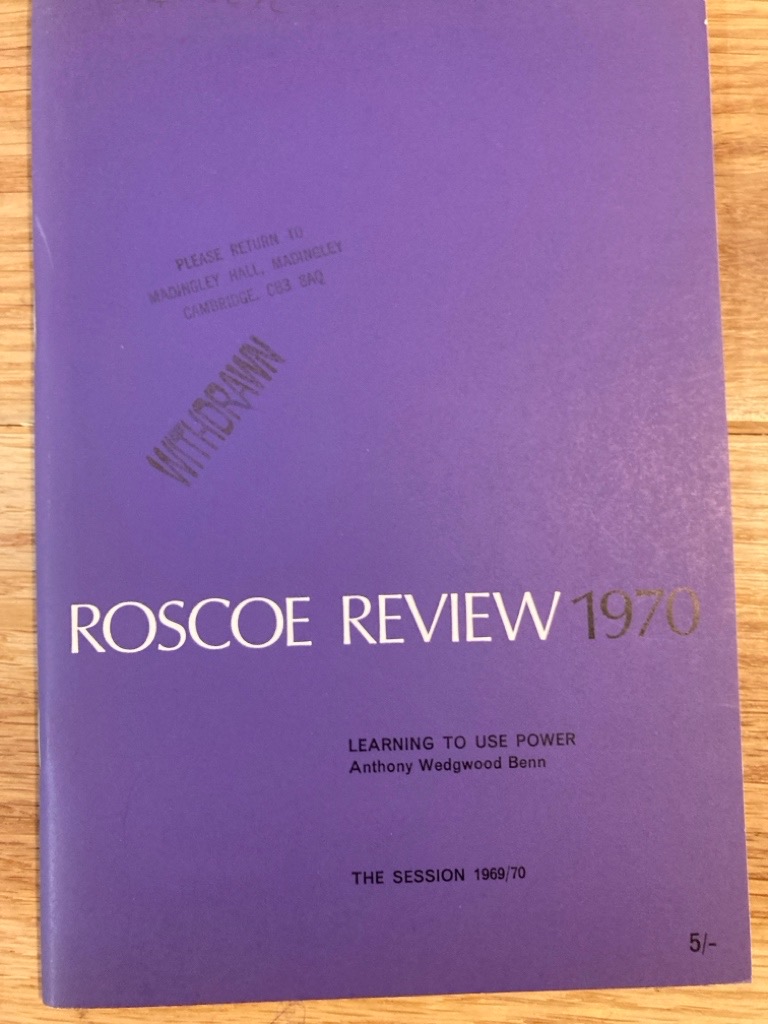 PLEASE RETURN TO
MADINGLEY HALL, MADINGLEY
CAMBRIDGE, CB3 8AQ
WITHDRAWN
ROSCOE REVIEW 1970
LEARNING TO USE POWER
Anthony Wedgwood Benn
THE SESSION 1969/70
5/-